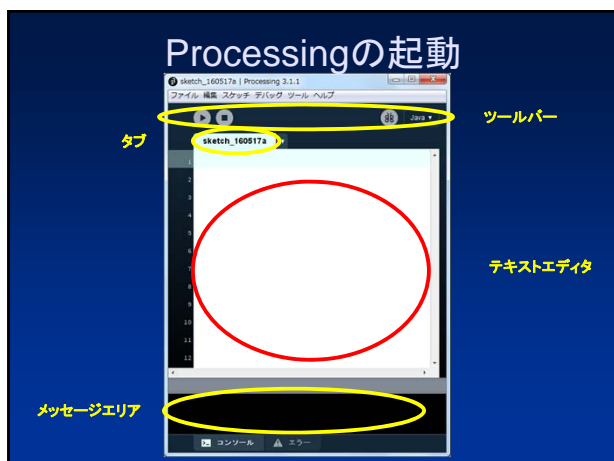 Processingの起動
sketch_160517a | Processing 3.1.1
ファイル 編集 スケッチ デバッグ ツール ヘルプ
Java ▼
ツールバー
タブ
sketch_160517a
1
2
3
4
5
6
7
8
9
10
11
12
テキストエディタ
メッセージエリア
コンソール エラー